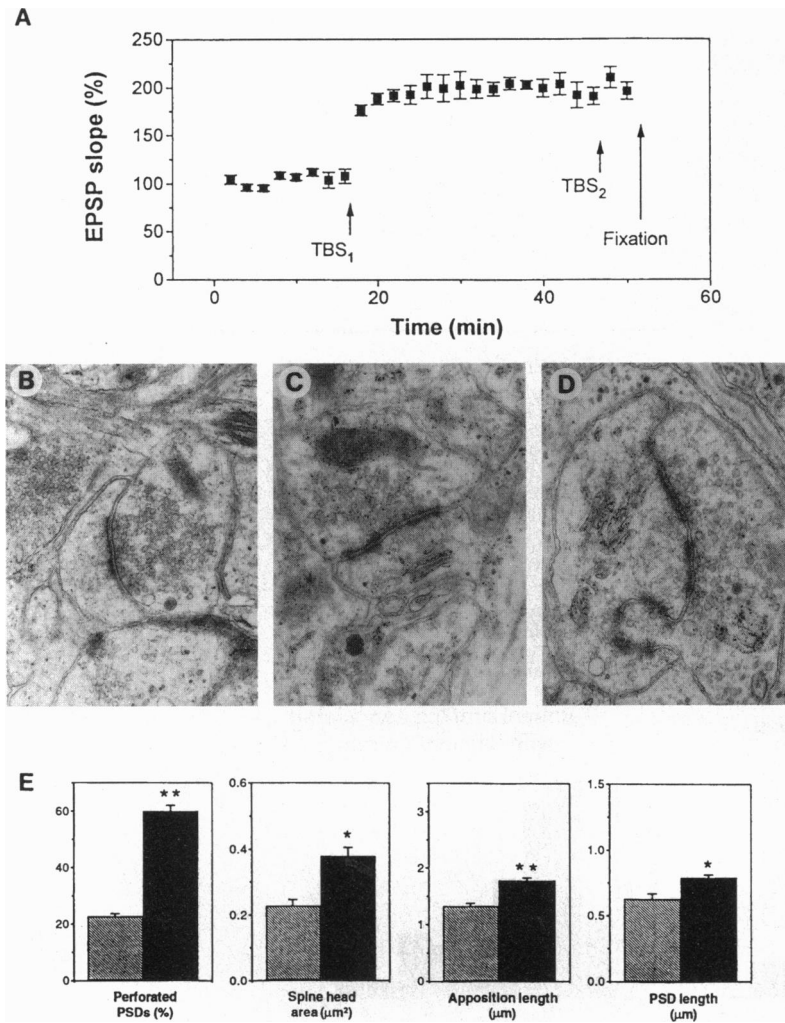 A
EPSP slope (%)
250
200
150
100
50
0
TBS1
TBS2
Fixation
0
20
40
60
Time (min)
B
C
D
E
60
40
20
0
**
Perforated
PSDs (%)
0.6
0.4
0.2
0.0
*
Spine head
area (μm²)
3
2
1
0
**
Apposition length
(μm)
1.5
1.0
0.5
0.0
*
PSD length
(μm)